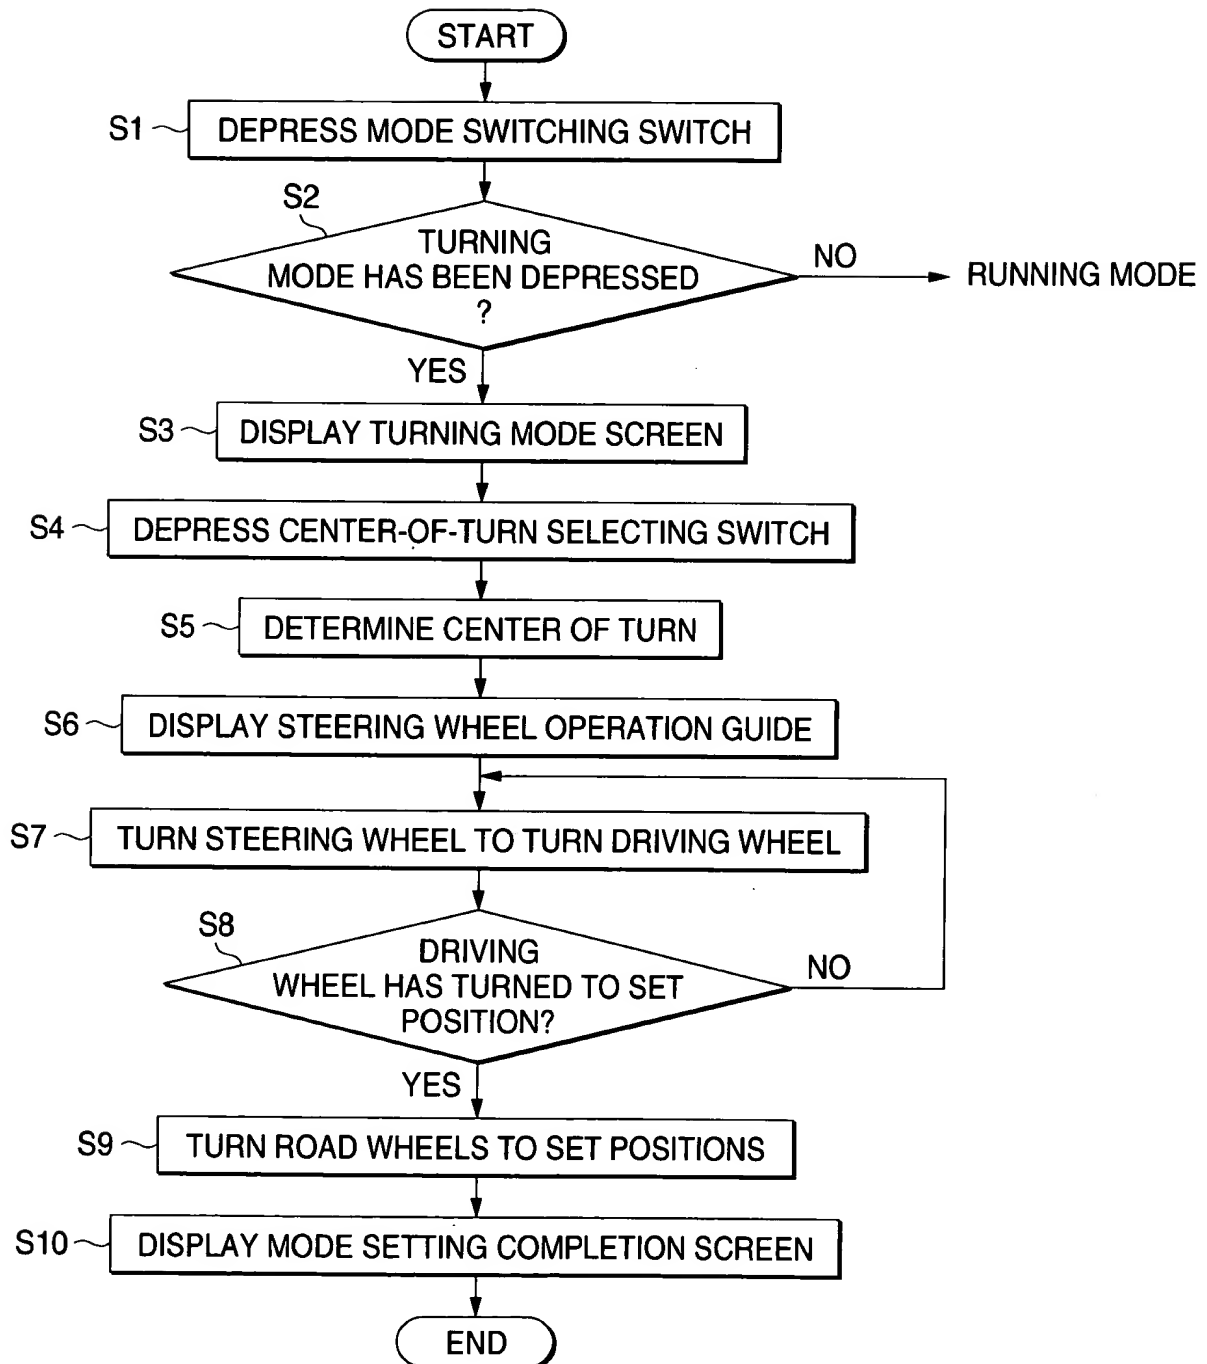 START
S1
DEPRESS MODE SWITCHING SWITCH
S2
TURNING
MODE HAS BEEN DEPRESSED
?
NO
RUNNING MODE
YES
S3
DISPLAY TURNING MODE SCREEN
S4
DEPRESS CENTER-OF-TURN SELECTING SWITCH
S5
DETERMINE CENTER OF TURN
S6
DISPLAY STEERING WHEEL OPERATION GUIDE
S7
TURN STEERING WHEEL TO TURN DRIVING WHEEL
S8
DRIVING
WHEEL HAS TURNED TO SET
POSITION?
NO
YES
S9
TURN ROAD WHEELS TO SET POSITIONS
S10
DISPLAY MODE SETTING COMPLETION SCREEN
END